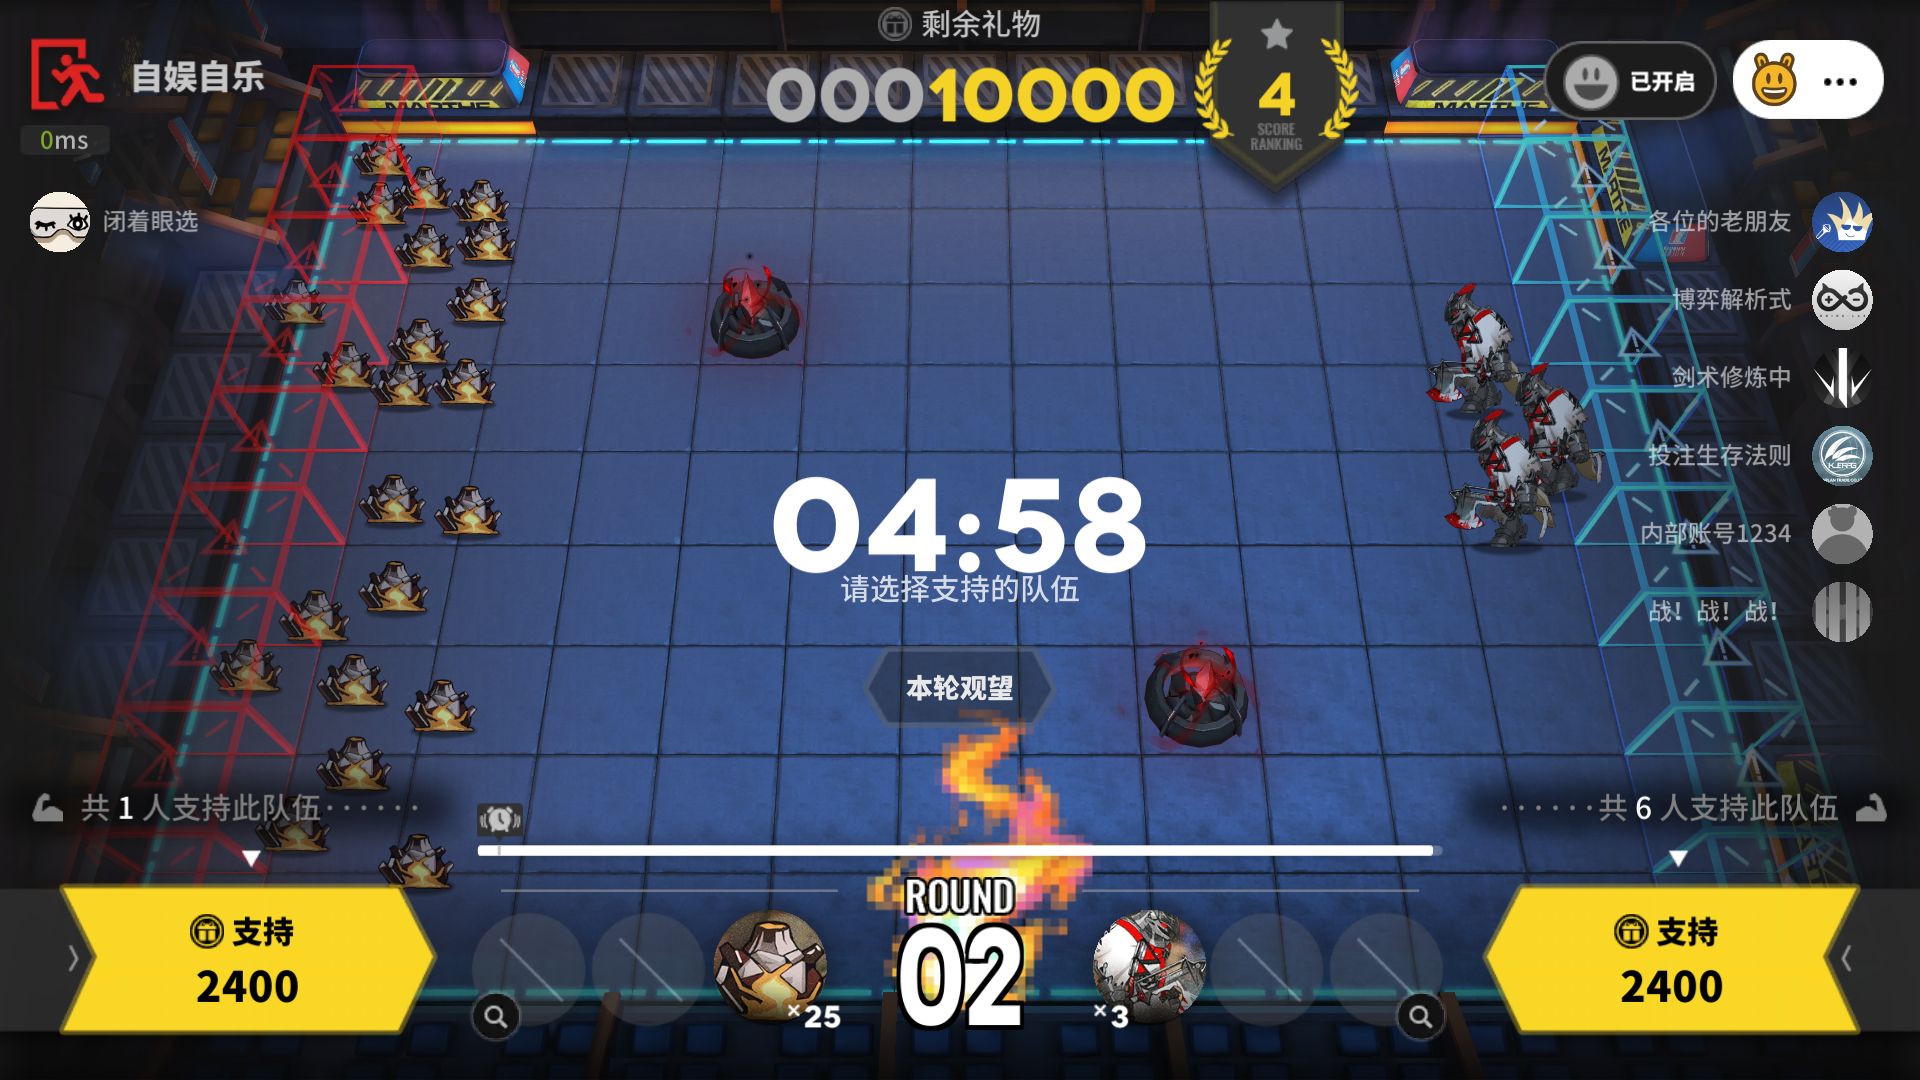 剩余礼物
自娱自乐
00010000
4
SCORE
RANKING
已开启
0ms
闭着眼选
各位的老朋友
博弈解析式
剑术修炼中
投注生存法则
内部账号1234
战！战！战！
04:58
请选择支持的队伍
本轮观望
共 1 人支持此队伍
共 6 人支持此队伍
支持
2400
×25
ROUND
02
×3
支持
2400